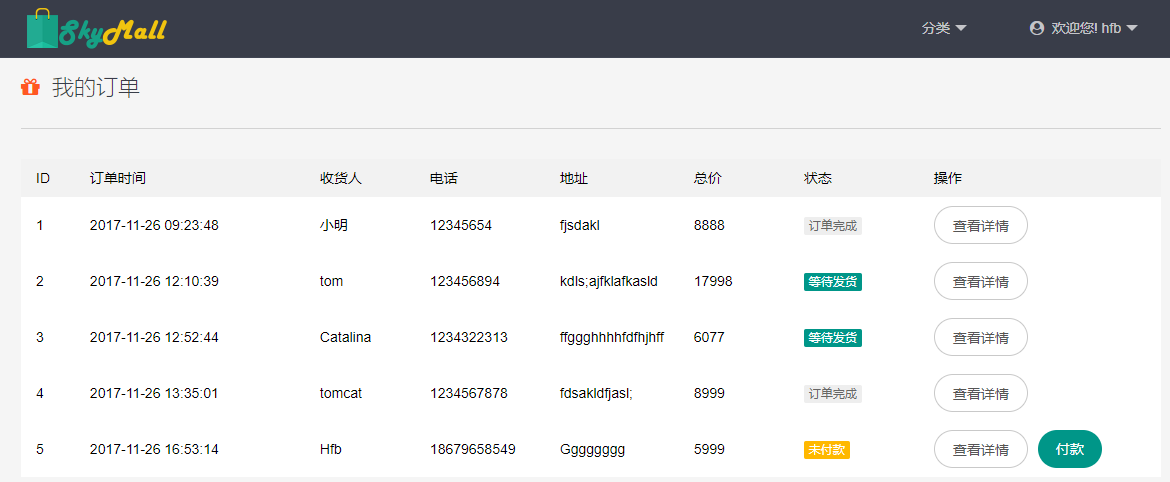 SkyMall 分类 欢迎您! hfb
我的订单
ID 订单时间 收货人 电话 地址 总价 状态 操作
1 2017-11-26 09:23:48 小明 12345654 fjsdakl 8888 订单完成 查看详情
2 2017-11-26 12:10:39 tom 123456894 kdls;ajfklafkasld 17998 等待发货 查看详情
3 2017-11-26 12:52:44 Catalina 1234322313 ffggghhhhfdfhjhff 6077 等待发货 查看详情
4 2017-11-26 13:35:01 tomcat 1234567878 fdsakldfjasl; 8999 订单完成 查看详情
5 2017-11-26 16:53:14 Hfb 18679658549 Gggggggg 5999 未付款 查看详情 付款